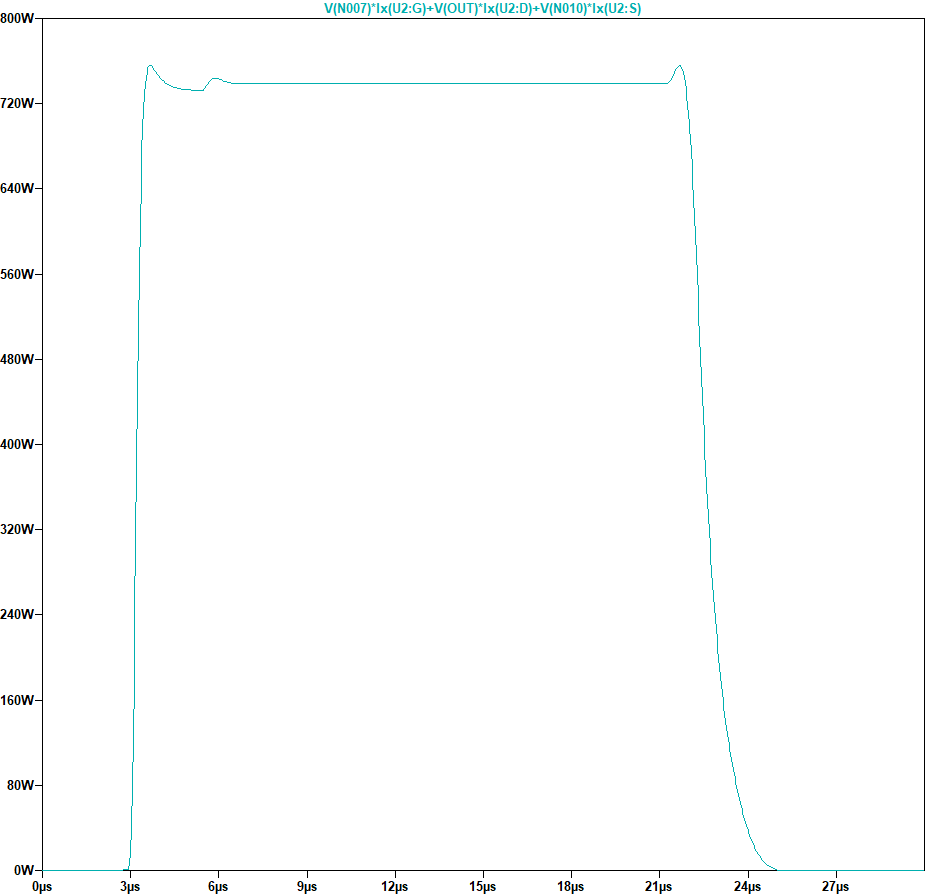 V(N007)*Ix(U2:G)+V(OUT)*Ix(U2:D)+V(N010)*Ix(U2:S)
800W
720W
640W
560W
480W
400W
320W
240W
160W
80W
0W
0µs 3µs 6µs 9µs 12µs 15µs 18µs 21µs 24µs 27µs